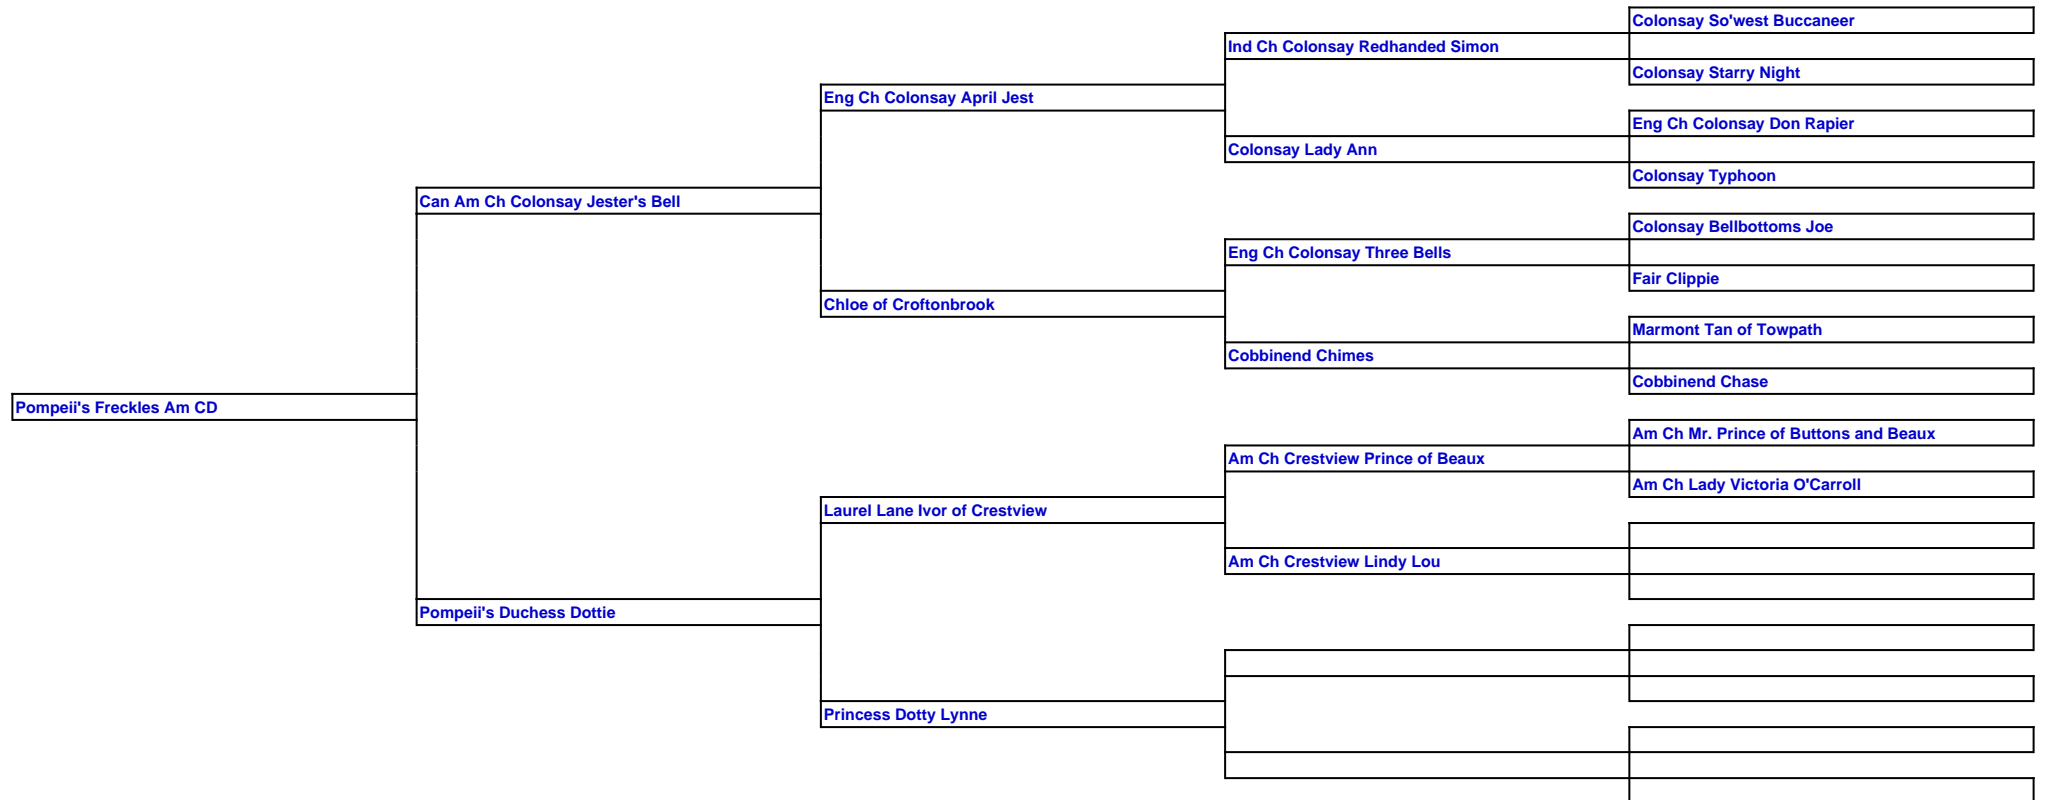 Colonsay So'west Buccaneer
Ind Ch Colonsay Redhanded Simon
Colonsay Starry Night
Eng Ch Colonsay April Jest
Eng Ch Colonsay Don Rapier
Colonsay Lady Ann
Colonsay Typhoon
Can Am Ch Colonsay Jester's Bell
Colonsay Bellbottoms Joe
Eng Ch Colonsay Three Bells
Fair Clippie
Chloe of Croftonbrook
Marmont Tan of Towpath
Cobbinend Chimes
Cobbinend Chase
Pompeii's Freckles Am CD
Am Ch Mr. Prince of Buttons and Beaux
Am Ch Crestview Prince of Beaux
Am Ch Lady Victoria O'Carroll
Laurel Lane Ivor of Crestview
Am Ch Crestview Lindy Lou
Pompeii's Duchess Dottie
Princess Dotty Lynne